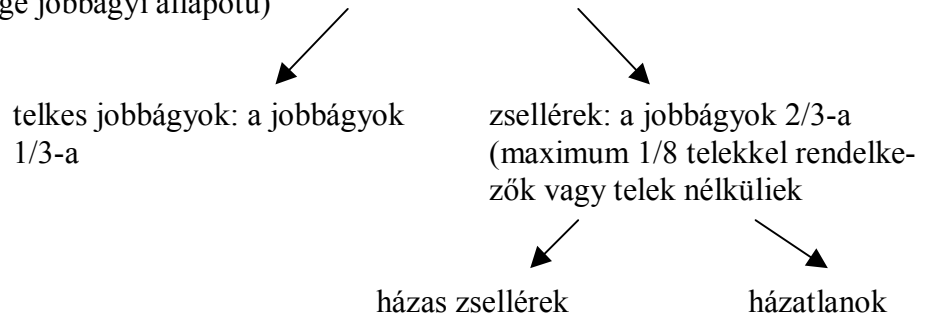 ge jobbágyi állapotú)
telkes jobbágyok: a jobbágyok
1/3-a
zsellérek: a jobbágyok 2/3-a
(maximum 1/8 telekkel rendelke-
zők vagy telek nélküliek
házas zsellérek
házatlanok